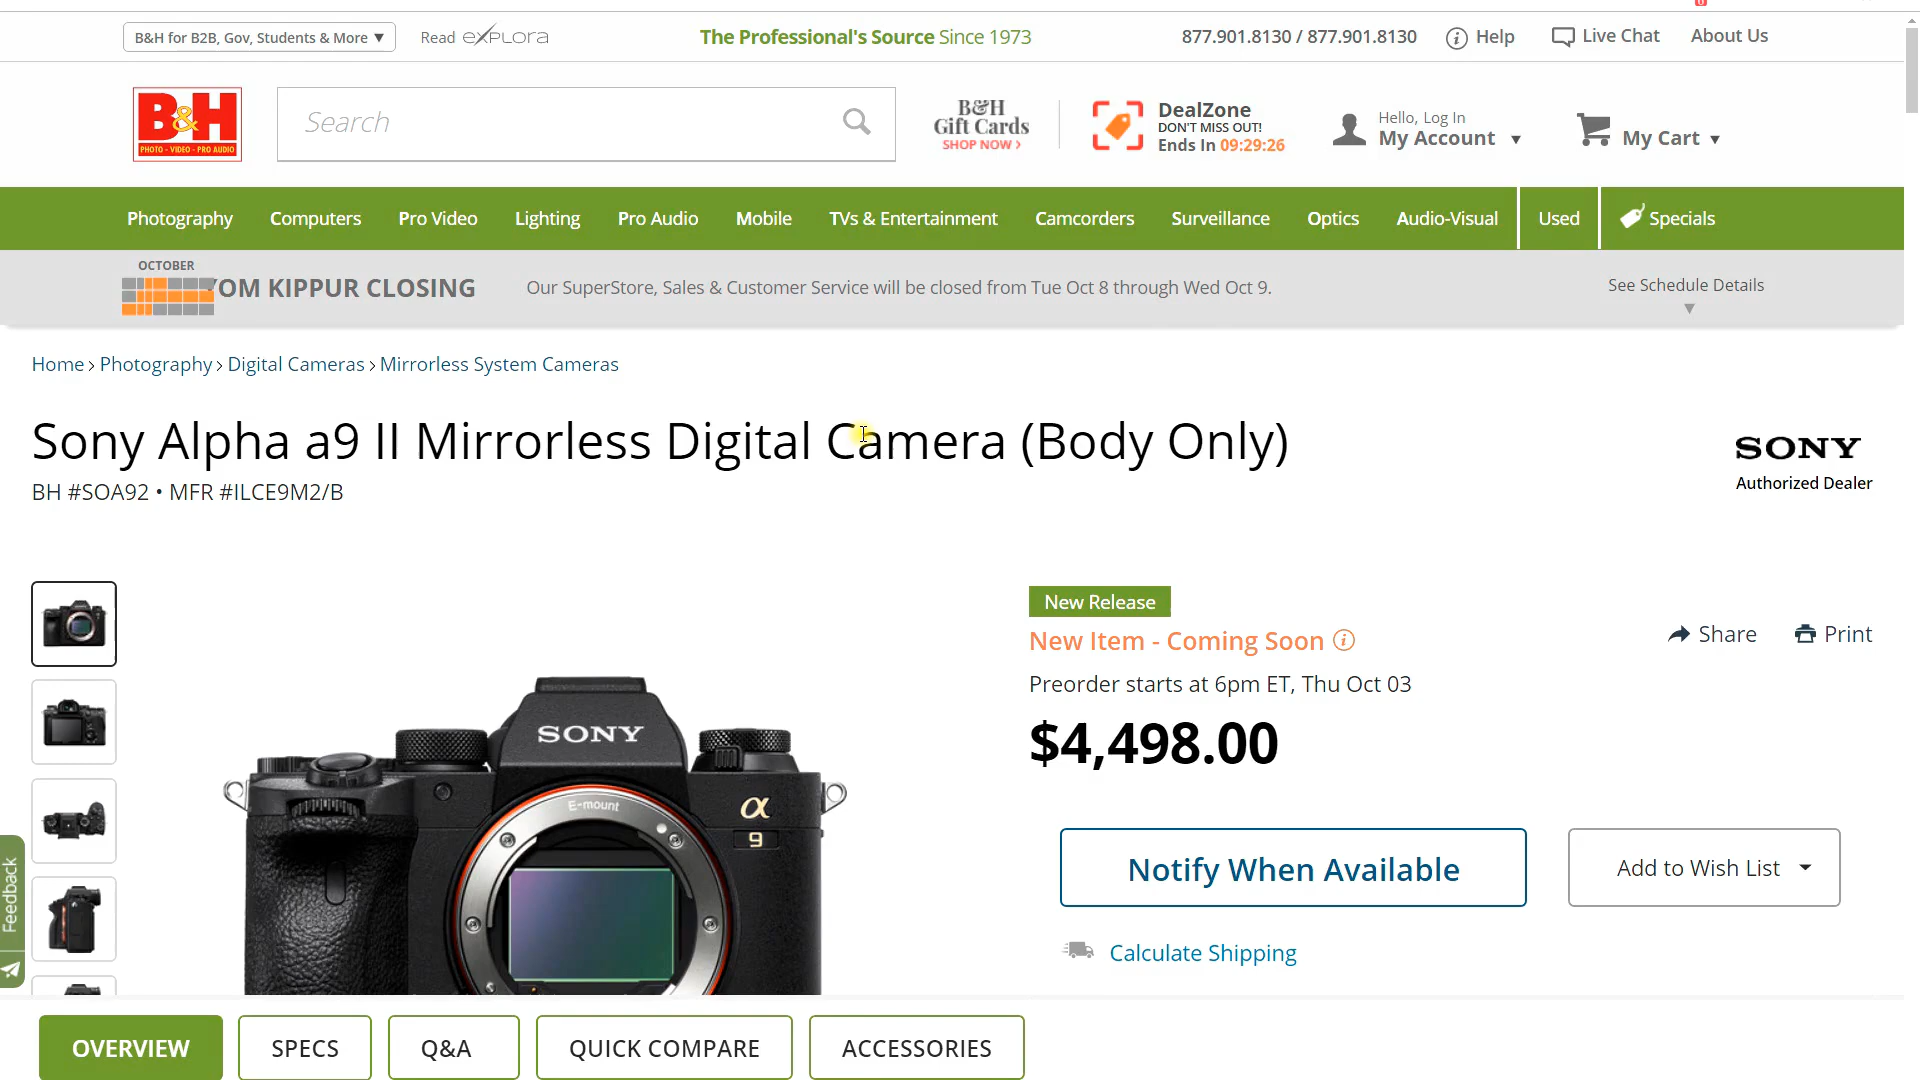 B&H for B2B, Gov, Students & More ▼
Read eXPLORA
The Professional's Source Since 1973
877.901.8130 / 877.901.8130
Help
Live Chat
About Us
B&H
PHOTO - VIDEO - PRO AUDIO
Search
B&H
Gift Cards
SHOP NOW ›
DealZone
DON'T MISS OUT!
Ends In 09:29:26
Hello, Log In
My Account ▼
My Cart ▼
Photography
Computers
Pro Video
Lighting
Pro Audio
Mobile
TVs & Entertainment
Camcorders
Surveillance
Optics
Audio-Visual
Used
Specials
OCTOBER
YOM KIPPUR CLOSING
Our SuperStore, Sales & Customer Service will be closed from Tue Oct 8 through Wed Oct 9.
See Schedule Details
▼
Home › Photography › Digital Cameras › Mirrorless System Cameras
Sony Alpha a9 II Mirrorless Digital Camera (Body Only)
BH #SOA92 • MFR #ILCE9M2/B
SONY
Authorized Dealer
New Release
New Item - Coming Soon
Preorder starts at 6pm ET, Thu Oct 03
$4,498.00
Share
Print
SONY
E-mount
α
9
Notify When Available
Add to Wish List
Calculate Shipping
Feedback
OVERVIEW
SPECS
Q&A
QUICK COMPARE
ACCESSORIES